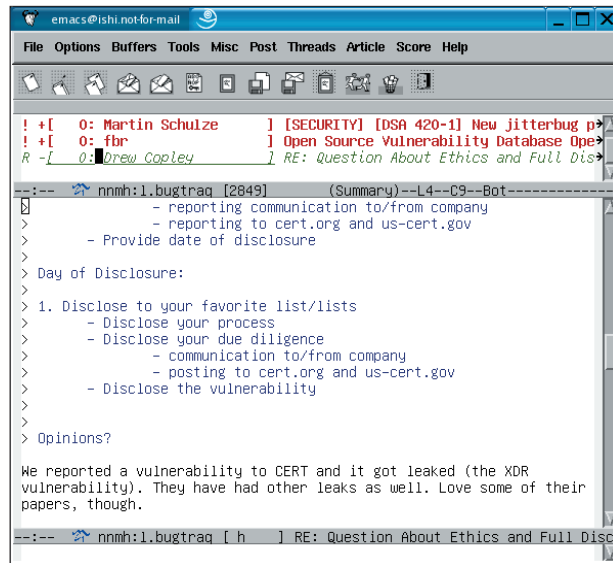 emacs@ishi.not-for-mail
File Options Buffers Tools Misc Post Threads Article Score Help
! +[ 0: Martin Schulze ] [SECURITY] [DSA 420-1] New jitterbug p
! +[ 0: fbr ] Open Source Vulnerability Database Ope
R -[ 0: Drew Copley ] RE: Question About Ethics and Full Dis
--:-- nnmh:1.bugtraq [2849] (Summary)--L4--C9--Bot-------------
> - reporting communication to/from company
> - reporting to cert.org and us-cert.gov
> - Provide date of disclosure
>
> Day of Disclosure:
>
> 1. Disclose to your favorite list/lists
> - Disclose your process
> - Disclose your due diligence
> - communication to/from company
> - posting to cert.org and us-cert.gov
> - Disclose the vulnerability
>
>
> Opinions?
We reported a vulnerability to CERT and it got leaked (the XDR
vulnerability). They have had other leaks as well. Love some of their
papers, though.
--:-- nnmh:1.bugtraq [ h ] RE: Question About Ethics and Full Disc